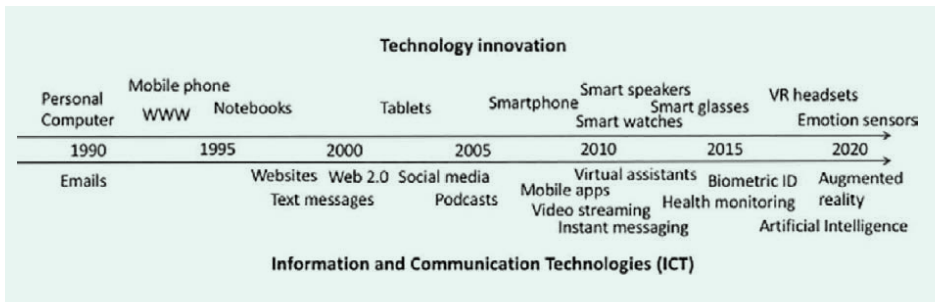 Technology innovation
Mobile phone
Smart speakers
VR headsets
Personal
Computer
WWW
Notebooks
Tablets
Smartphone
Smart glasses
Smart watches
Emotion sensors
1990 1995 2000 2005 2010 2015 2020
Emails
Websites Web 2.0 Social media
Virtual assistants
Biometric ID
Augmented
reality
Text messages
Podcasts
Mobile apps
Health monitoring
Video streaming
Instant messaging
Artificial Intelligence
Information and Communication Technologies (ICT)